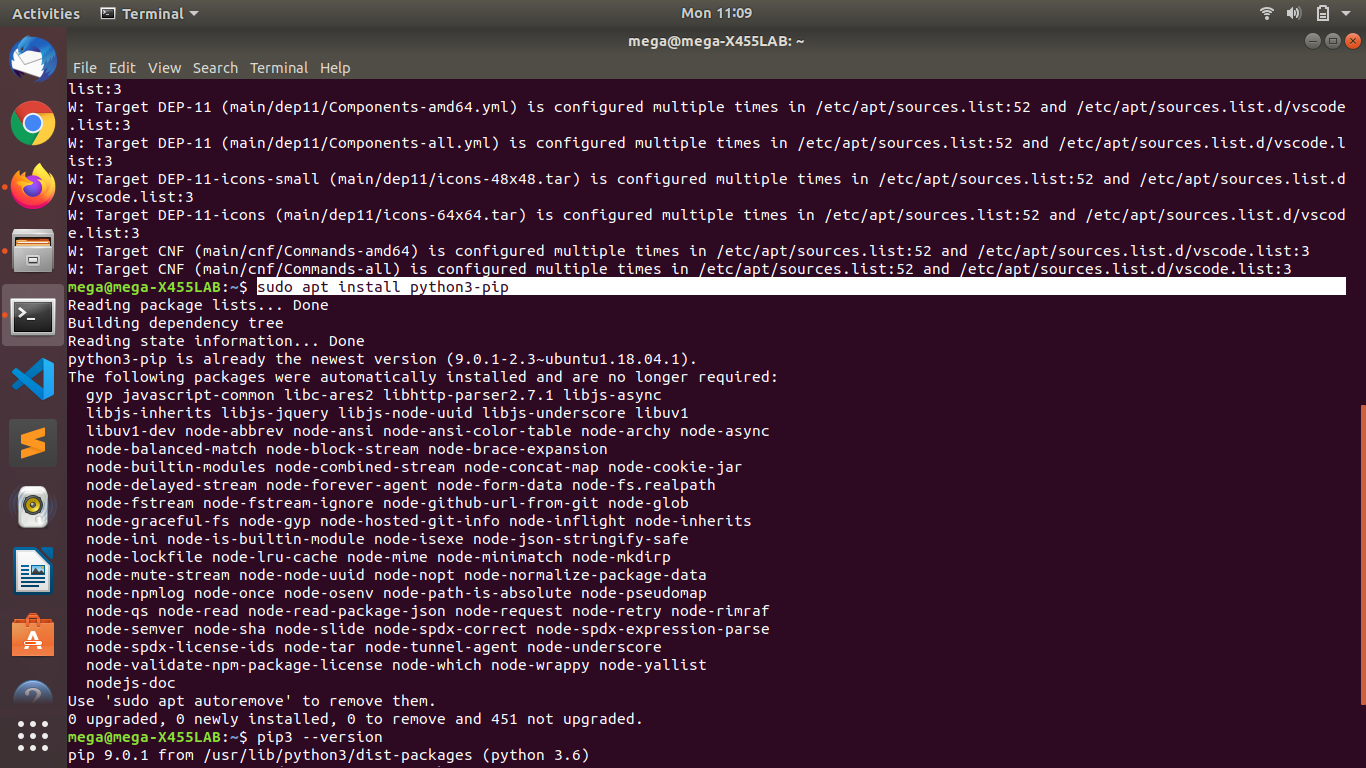 Activities Terminal Mon 11:09
mega@mega-X455LAB: ~
File Edit View Search Terminal Help
list:3
W: Target DEP-11 (main/dep11/Components-amd64.yml) is configured multiple times in /etc/apt/sources.list:52 and /etc/apt/sources.list.d/vscode
.list:3
W: Target DEP-11 (main/dep11/Components-all.yml) is configured multiple times in /etc/apt/sources.list:52 and /etc/apt/sources.list.d/vscode.l
ist:3
W: Target DEP-11-icons-small (main/dep11/icons-48x48.tar) is configured multiple times in /etc/apt/sources.list:52 and /etc/apt/sources.list.d
/vscode.list:3
W: Target DEP-11-icons (main/dep11/icons-64x64.tar) is configured multiple times in /etc/apt/sources.list:52 and /etc/apt/sources.list.d/vscod
e.list:3
W: Target CNF (main/cnf/Commands-amd64) is configured multiple times in /etc/apt/sources.list:52 and /etc/apt/sources.list.d/vscode.list:3
W: Target CNF (main/cnf/Commands-all) is configured multiple times in /etc/apt/sources.list:52 and /etc/apt/sources.list.d/vscode.list:3
mega@mega-X455LAB:~$ sudo apt install python3-pip
Reading package lists... Done
Building dependency tree
Reading state information... Done
python3-pip is already the newest version (9.0.1-2.3~ubuntu1.18.04.1).
The following packages were automatically installed and are no longer required:
  gyp javascript-common libc-ares2 libhttp-parser2.7.1 libjs-async
  libjs-inherits libjs-jquery libjs-node-uuid libjs-underscore libuv1
  libuv1-dev node-abbrev node-ansi node-ansi-color-table node-archy node-async
  node-balanced-match node-block-stream node-brace-expansion
  node-builtin-modules node-combined-stream node-concat-map node-cookie-jar
  node-delayed-stream node-forever-agent node-form-data node-fs.realpath
  node-fstream node-fstream-ignore node-github-url-from-git node-glob
  node-graceful-fs node-gyp node-hosted-git-info node-inflight node-inherits
  node-ini node-is-builtin-module node-isexe node-json-stringify-safe
  node-lockfile node-lru-cache node-mime node-minimatch node-mkdirp
  node-mute-stream node-node-uuid node-nopt node-normalize-package-data
  node-npmlog node-once node-osenv node-path-is-absolute node-pseudomap
  node-qs node-read node-read-package-json node-request node-retry node-rimraf
  node-semver node-sha node-slide node-spdx-correct node-spdx-expression-parse
  node-spdx-license-ids node-tar node-tunnel-agent node-underscore
  node-validate-npm-package-license node-which node-wrappy node-yallist
  nodejs-doc
Use 'sudo apt autoremove' to remove them.
0 upgraded, 0 newly installed, 0 to remove and 451 not upgraded.
mega@mega-X455LAB:~$ pip3 --version
pip 9.0.1 from /usr/lib/python3/dist-packages (python 3.6)